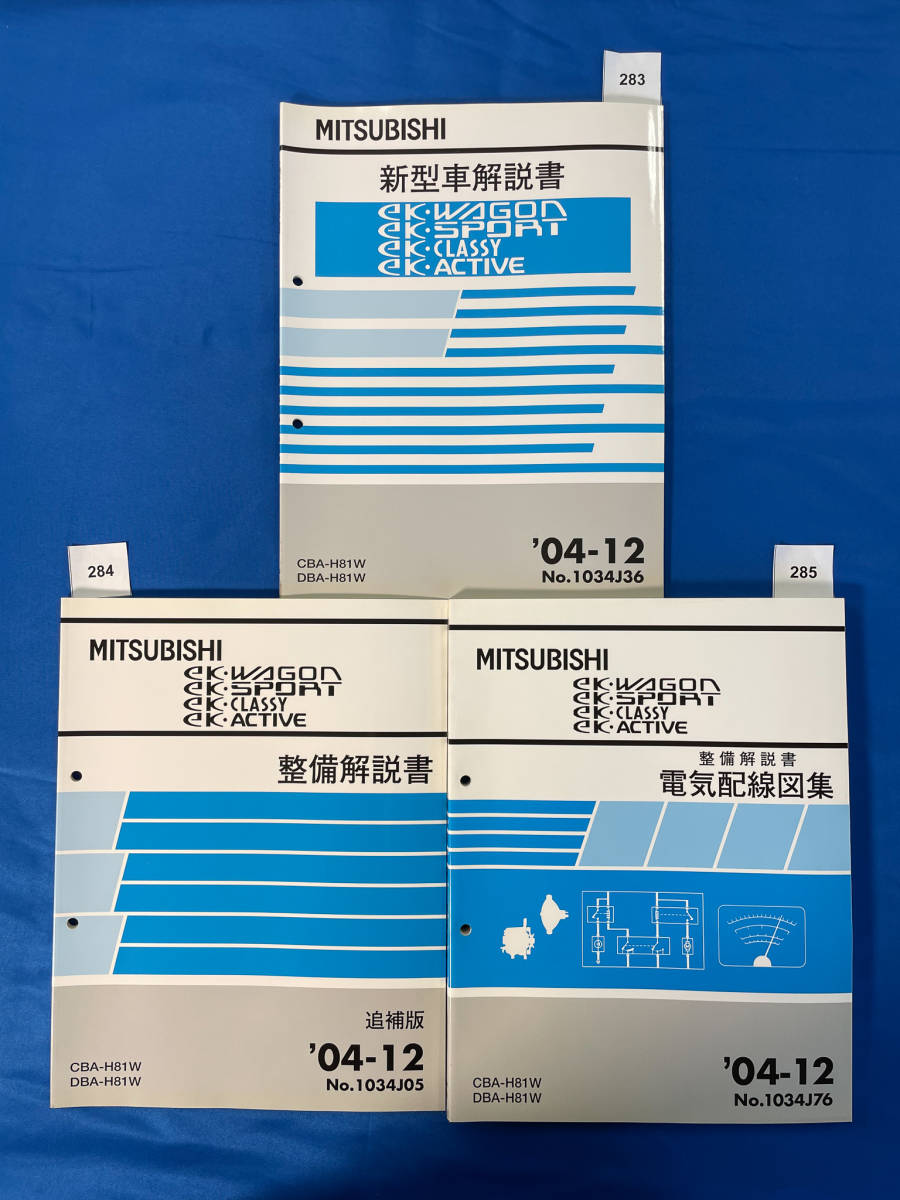 283
MITSUBISHI
新型車解説書
eK·WAGON
eK·SPORT
eK·CLASSY
eK·ACTIVE
CBA-H81W
DBA-H81W
’04-12
No.1034J36
284
MITSUBISHI
eK·WAGON
eK·SPORT
eK·CLASSY
eK·ACTIVE
整備解説書
追補版
CBA-H81W
DBA-H81W
’04-12
No.1034J05
285
MITSUBISHI
eK·WAGON
eK·SPORT
eK·CLASSY
eK·ACTIVE
整備解説書
電気配線図集
CBA-H81W
DBA-H81W
’04-12
No.1034J76